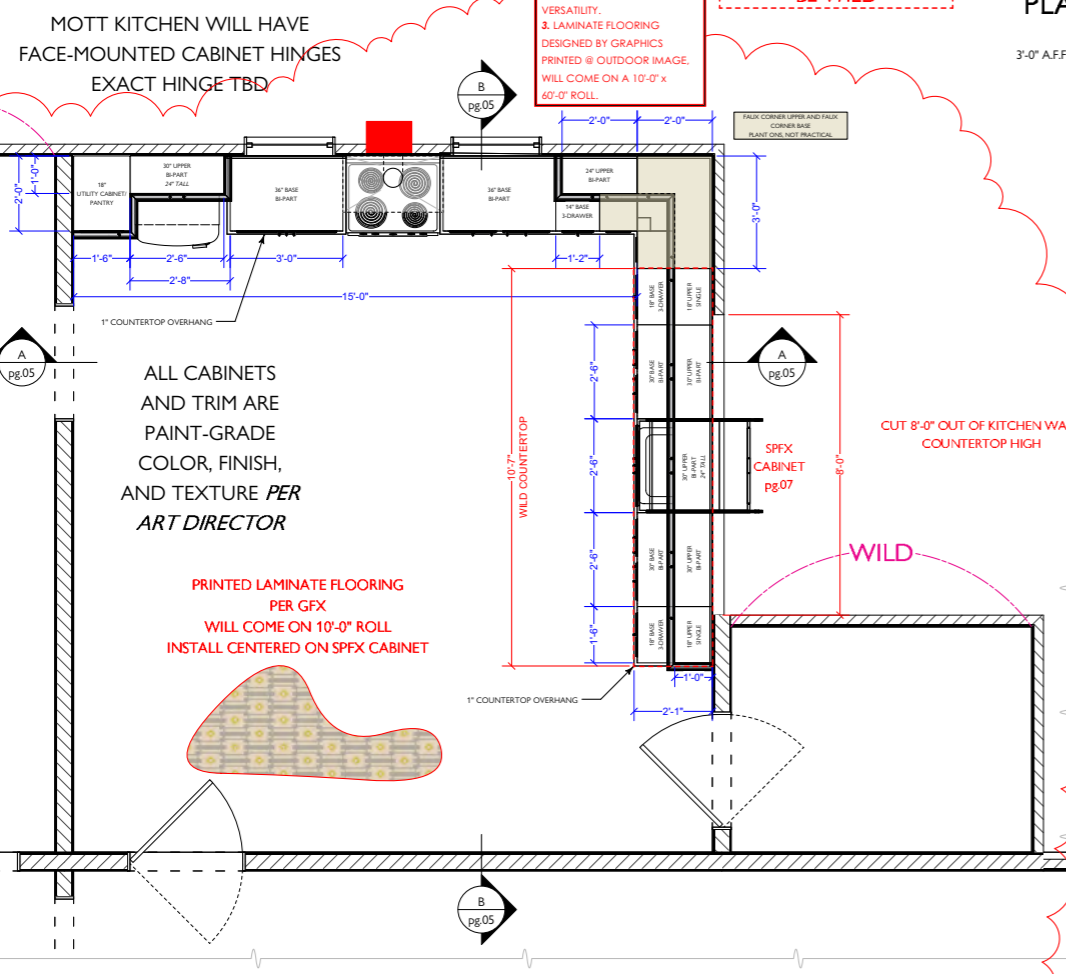 MOTT KITCHEN WILL HAVE
FACE-MOUNTED CABINET HINGES
EXACT HINGE TBD
VERSATILITY.
3. LAMINATE FLOORING
DESIGNED BY GRAPHICS
PRINTED @ OUTDOOR IMAGE,
WILL COME ON A 10'-0" x
60'-0" ROLL.
3'-0" A.F.F
B
pg.05
FAUX CORNER UPPER AND FAUX
CORNER BASE
PLANT ONS, NOT PRACTICAL
2'-0"
2'-0"
2'-0"
1'-0"
18"
UTILITY CABINET/
PANTRY
30" UPPER
BI-PART
24" TALL
36" BASE
BI-PART
36" BASE
BI-PART
24" UPPER
BI-PART
14" BASE
3-DRAWER
3'-0"
1'-6"
2'-6"
3'-0"
1'-2"
2'-8"
15'-0"
1" COUNTERTOP OVERHANG
18" BASE
3-DRAWER
18" UPPER
SINGLE
A
pg.05
A
pg.05
ALL CABINETS
AND TRIM ARE
PAINT-GRADE
COLOR, FINISH,
AND TEXTURE PER
ART DIRECTOR
2'-6"
30" BASE
BI-PART
30" UPPER
BI-PART
10'-7"
WILD COUNTERTOP
2'-6"
30" UPPER
BI-PART
24" TALL
SPFX
CABINET
pg.07
8'-0"
CUT 8'-0" OUT OF KITCHEN WA
COUNTERTOP HIGH
2'-6"
30" BASE
BI-PART
30" UPPER
BI-PART
WILD
PRINTED LAMINATE FLOORING
PER GFX
WILL COME ON 10'-0" ROLL
INSTALL CENTERED ON SPFX CABINET
1'-6"
18" BASE
3-DRAWER
18" UPPER
SINGLE
1'-0"
1" COUNTERTOP OVERHANG
2'-1"
B
pg.05